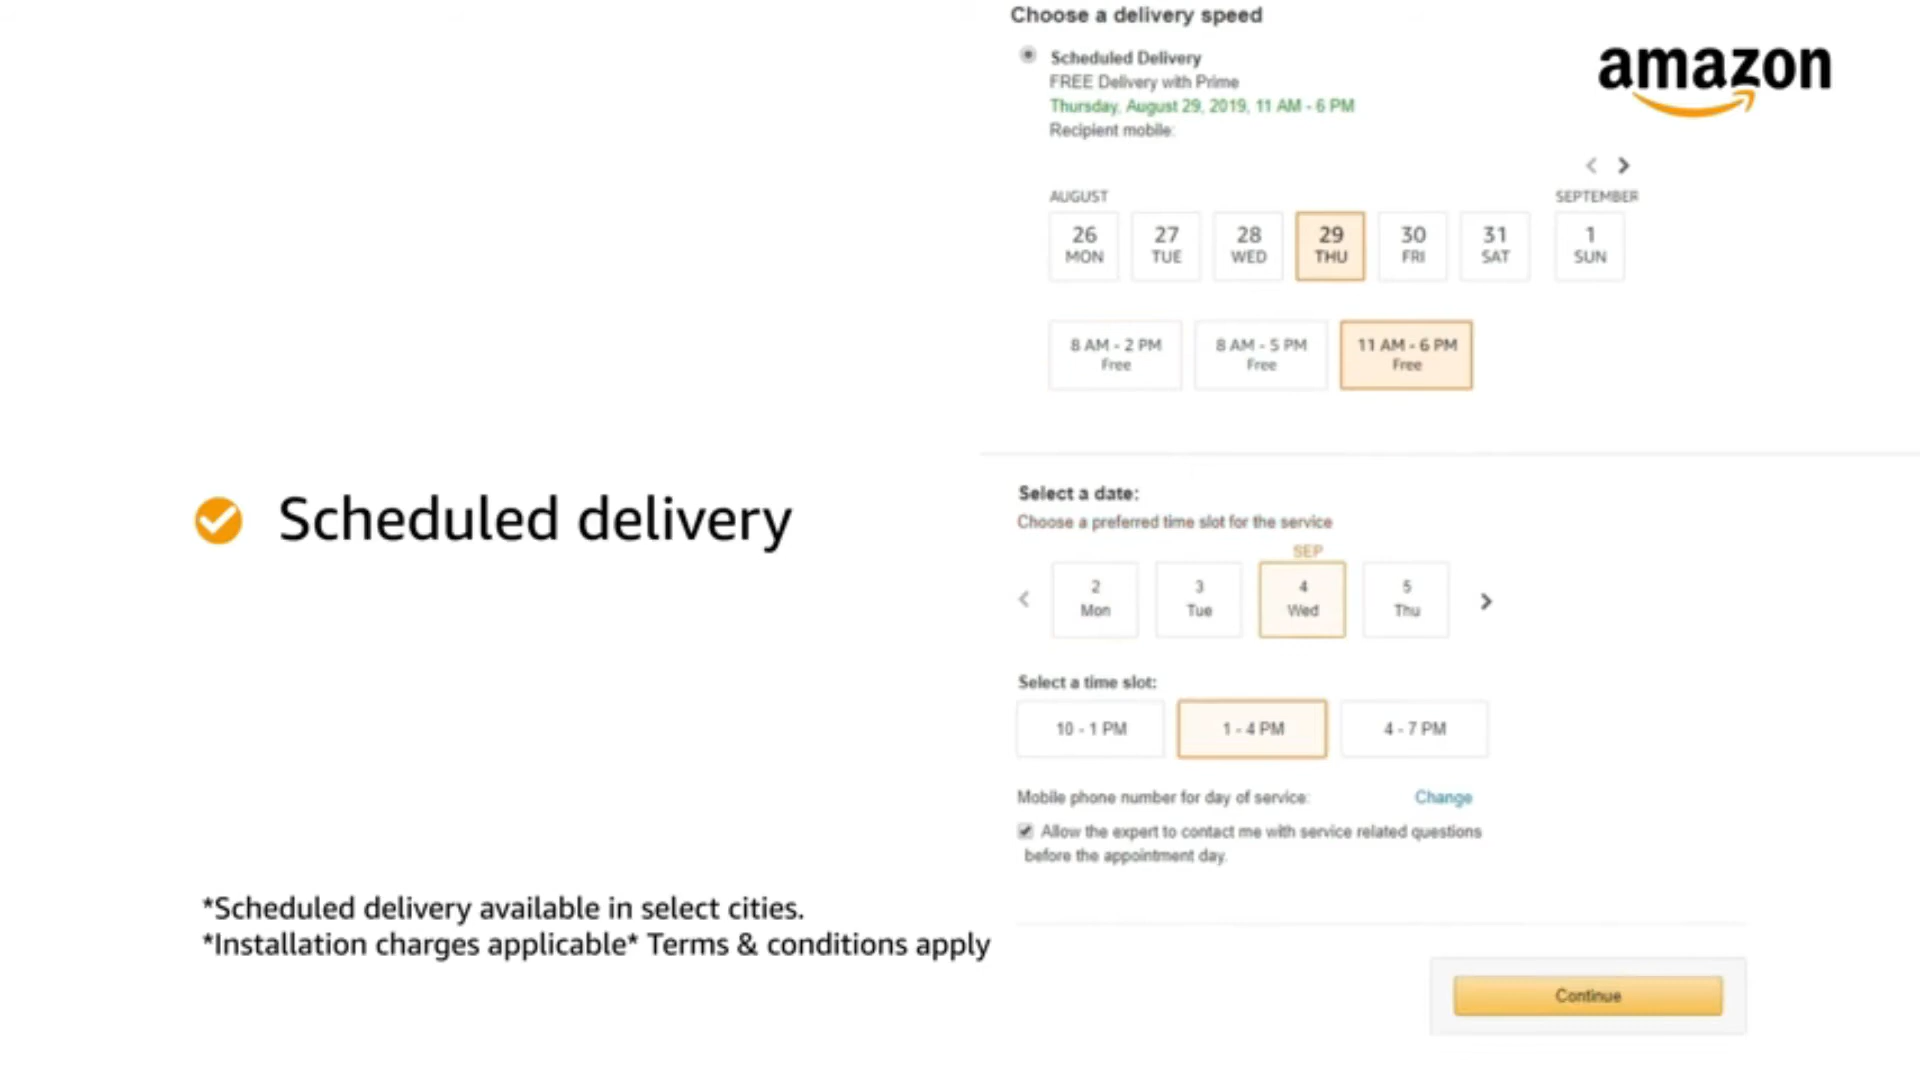 Choose a delivery speed
Scheduled Delivery
FREE Delivery with Prime
Thursday, August 29, 2019, 11 AM - 6 PM
Recipient mobile:
amazon
AUGUST
SEPTEMBER
26 27 28 29 30 31 1
MON TUE WED THU FRI SAT SUN
8 AM - 2 PM 8 AM - 5 PM 11 AM - 6 PM
Free Free Free
Scheduled delivery
Select a date:
Choose a preferred time slot for the service
SEP
2 3 4 5
Mon Tue Wed Thu
Select a time slot:
10 - 1 PM 1 - 4 PM 4 - 7 PM
Mobile phone number for day of service: Change
Allow the expert to contact me with service related questions
before the appointment day.
*Scheduled delivery available in select cities.
*Installation charges applicable* Terms & conditions apply
Continue